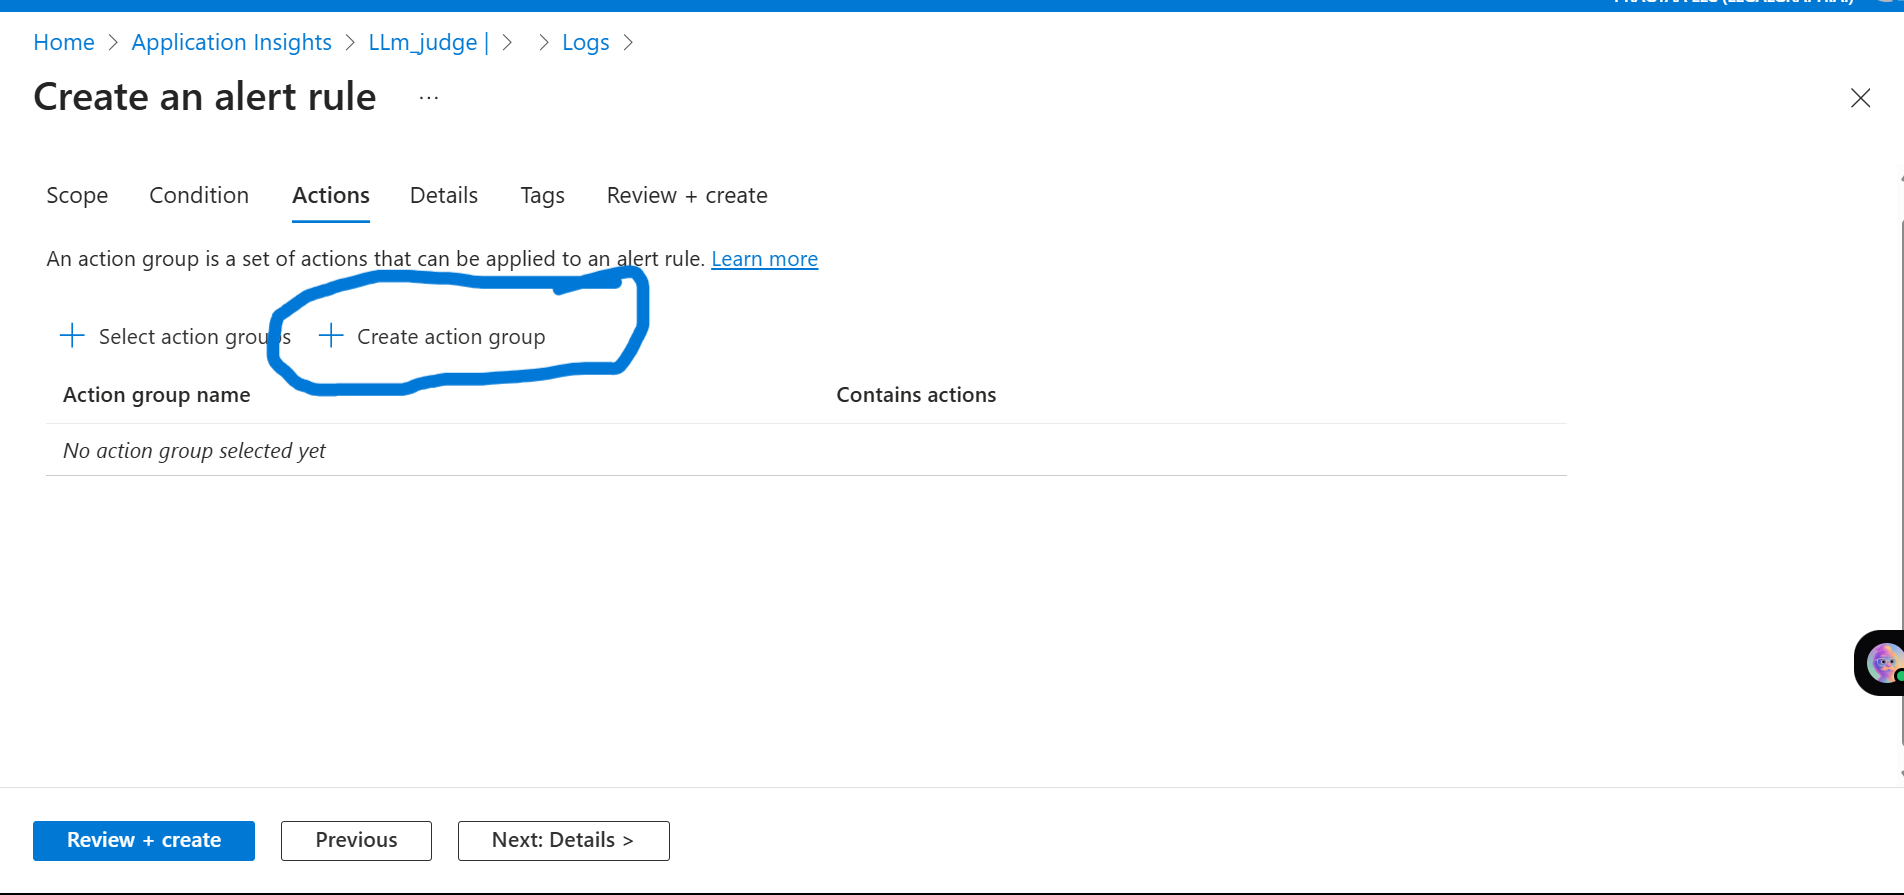 Home > Application Insights > LLm_judge | > > Logs >
Create an alert rule ...
Scope Condition Actions Details Tags Review + create
An action group is a set of actions that can be applied to an alert rule. Learn more
+ Select action groups + Create action group
Action group name Contains actions
No action group selected yet
Review + create Previous Next: Details >